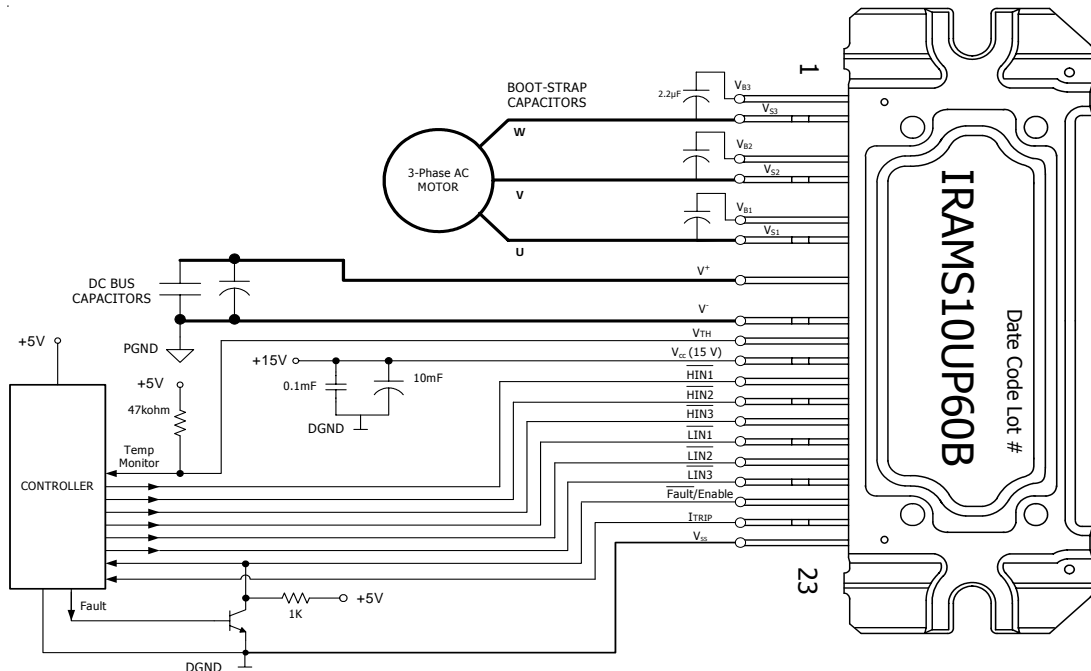 1
BOOT-STRAP
CAPACITORS
2.2µF
VB3
VS3
W
VB2
VS2
3-Phase AC
MOTOR
V
VB1
VS1
U
V+
DC BUS
CAPACITORS
V-
VTH
+5V
PGND
+15V
Vcc (15 V)
+5V
0.1mF
10mF
HIN1
47kohm
HIN2
DGND
HIN3
Temp
Monitor
LIN1
LIN2
CONTROLLER
LIN3
Fault/Enable
ITRIP
Vss
23
Fault
1K
+5V
DGND
IRAMS10UP60B
Date Code Lot #